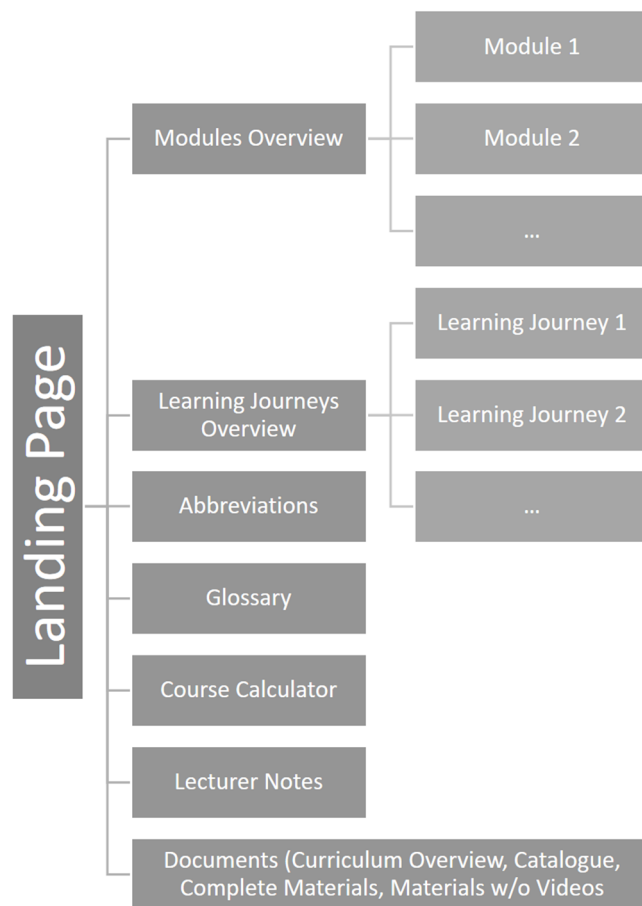 Landing Page
Modules Overview
Module 1
Module 2
...
Learning Journeys
Overview
Learning Journey 1
Learning Journey 2
...
Abbreviations
Glossary
Course Calculator
Lecturer Notes
Documents (Curriculum Overview, Catalogue,
Complete Materials, Materials w/o Videos